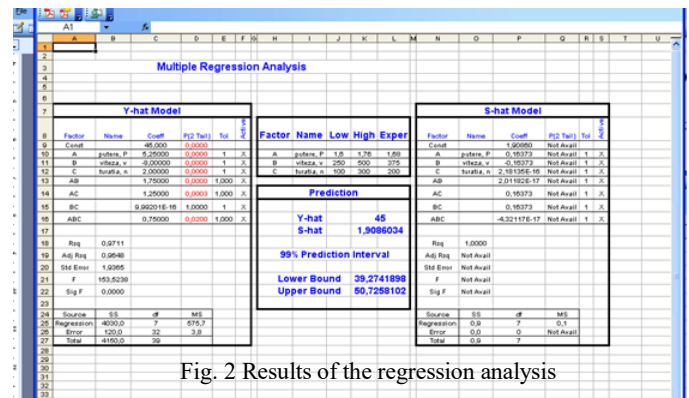 File
A1 fx
A B C D E F G H I J K L M N O P Q R S T U
Multiple Regression Analysis
Y-hat Model
Factor Name Coeff P(2 Tail) Tol Active
Const 45,000 0,0000
A putere, P 5,25000 0,0000 1 X
B viteza, v -8,00000 0,0000 1 X
C turatia, n 2,00000 0,0000 1 X
AB 1,75000 0,0000 1,000 X
AC 1,25000 0,0003 1,000 X
BC 9,99201E-16 1,0000 1 X
ABC 0,75000 0,0200 1,000 X
Rsq 0,9711
Adj Rsq 0,9648
Std Error 1,9365
F 153,5238
Sig F 0,0000
Source SS df MS
Regression 4030,0 7 575,7
Error 120,0 32 3,8
Total 4150,0 39
Factor Name Low High Exper
A putere, P 1,6 1,76 1,68
B viteza, v 250 500 375
C turatia, n 100 300 200
Prediction
Y-hat 45
S-hat 1,9086034
99% Prediction Interval
Lower Bound 39,2741898
Upper Bound 50,7258102
S-hat Model
Factor Name Coeff P(2 Tail) Tol Active
Const 1,90860 Not Avail
A putere, P 0,16373 Not Avail 1 X
B viteza, v -0,16373 Not Avail 1 X
C turatia, n 2,18135E-16 Not Avail 1 X
AB 2,01182E-17 Not Avail 1 X
AC 0,16373 Not Avail 1 X
BC 0,16373 Not Avail 1 X
ABC -4,32117E-17 Not Avail 1 X
Rsq 1,0000
Adj Rsq Not Avail
Std Error Not Avail
F Not Avail
Sig F Not Avail
Source SS df MS
Regression 0,9 7 0,1
Error 0,0 0 Not Avail
Total 0,9 7
Fig. 2 Results of the regression analysis